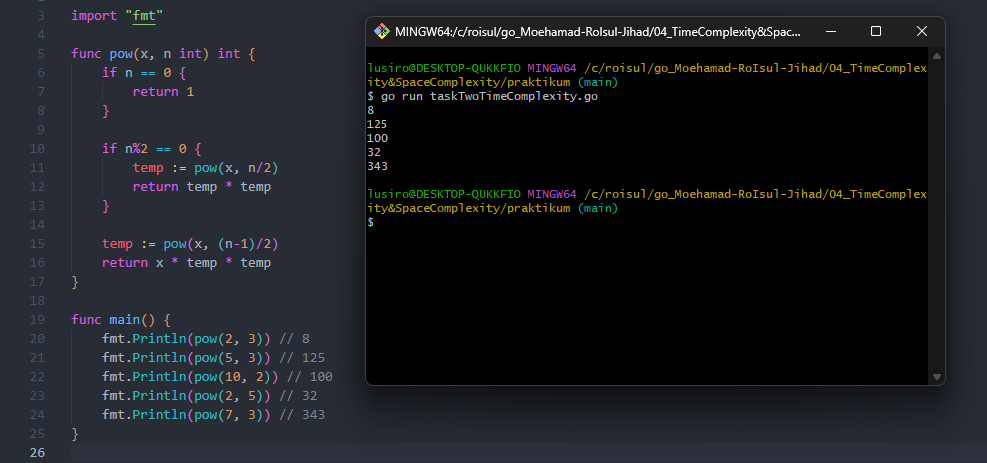 3 import "fmt"
4
5 func pow(x, n int) int {
6     if n == 0 {
7         return 1
8     }
9
10     if n%2 == 0 {
11         temp := pow(x, n/2)
12         return temp * temp
13     }
14
15     temp := pow(x, (n-1)/2)
16     return x * temp * temp
17 }
18
19 func main() {
20     fmt.Println(pow(2, 3)) // 8
21     fmt.Println(pow(5, 3)) // 125
22     fmt.Println(pow(10, 2)) // 100
23     fmt.Println(pow(2, 5)) // 32
24     fmt.Println(pow(7, 3)) // 343
25 }
26
MINGW64:/c/roisul/go_Moehamad-RoIsul-Jihad/04_TimeComplexity&Spac...
lusiro@DESKTOP-QUKKFIO MINGW64 /c/roisul/go_Moehamad-RoIsul-Jihad/04_TimeComplex
ity&SpaceComplexity/praktikum (main)
$ go run taskTwoTimeComplexity.go
8
125
100
32
343
lusiro@DESKTOP-QUKKFIO MINGW64 /c/roisul/go_Moehamad-RoIsul-Jihad/04_TimeComplex
ity&SpaceComplexity/praktikum (main)
$